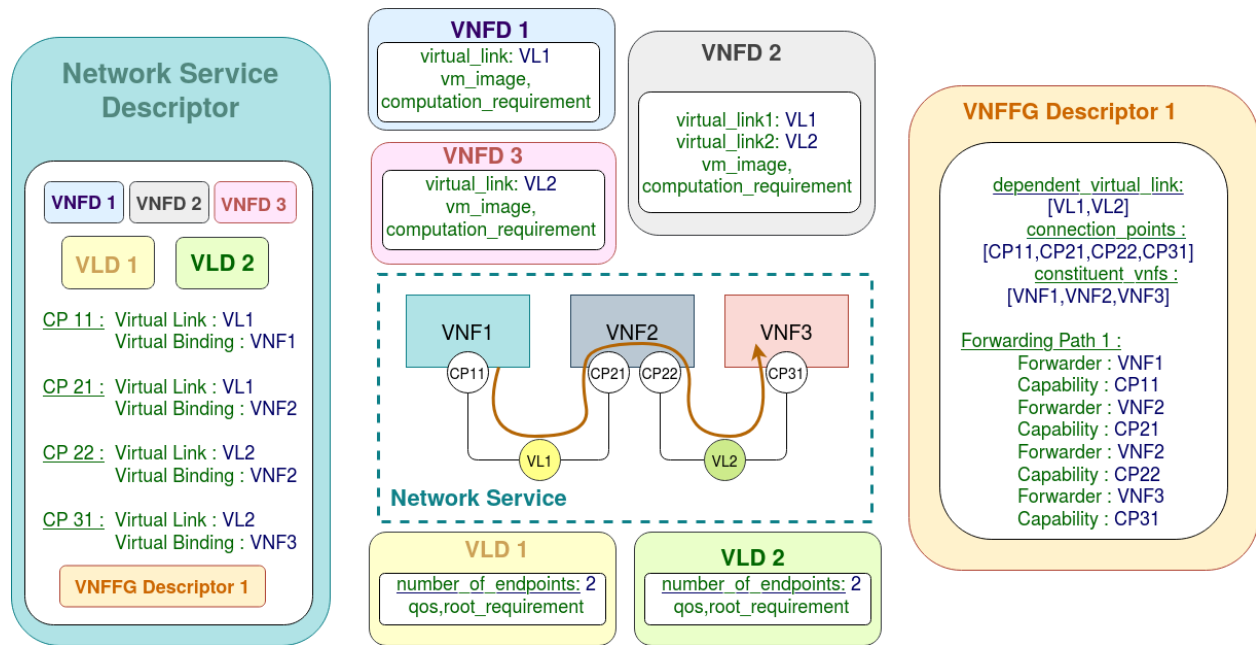 Network Service
Descriptor
VNFD 1
VNFD 2
VNFD 3
VLD 1
VLD 2
CP 11 : Virtual Link : VL1
Virtual Binding : VNF1
CP 21 : Virtual Link : VL1
Virtual Binding : VNF2
CP 22 : Virtual Link : VL2
Virtual Binding : VNF2
CP 31 : Virtual Link : VL2
Virtual Binding : VNF3
VNFFG Descriptor 1
VNFD 1
virtual_link: VL1
vm_image,
computation_requirement
VNFD 2
virtual_link1: VL1
virtual_link2: VL2
vm_image,
computation_requirement
VNFD 3
virtual_link: VL2
vm_image,
computation_requirement
VNF1
VNF2
VNF3
CP11
CP21
CP22
CP31
VL1
VL2
Network Service
VLD 1
number_of_endpoints: 2
qos,root_requirement
VLD 2
number_of_endpoints: 2
qos,root_requirement
VNFFG Descriptor 1
dependent_virtual_link:
[VL1,VL2]
connection_points :
[CP11,CP21,CP22,CP31]
constituent_vnfs :
[VNF1,VNF2,VNF3]
Forwarding Path 1 :
Forwarder : VNF1
Capability : CP11
Forwarder : VNF2
Capability : CP21
Forwarder : VNF2
Capability : CP22
Forwarder : VNF3
Capability : CP31